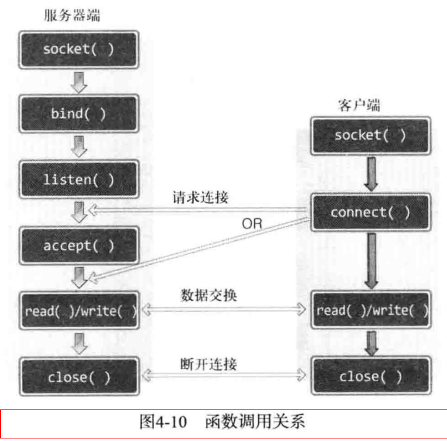 服务器端
socket( )
bind( )
listen( )
accept( )
read( )/write( )
close( )
客户端
socket( )
connect( )
read( )/write( )
close( )
请求连接
OR
数据交换
断开连接
图4-10 函数调用关系